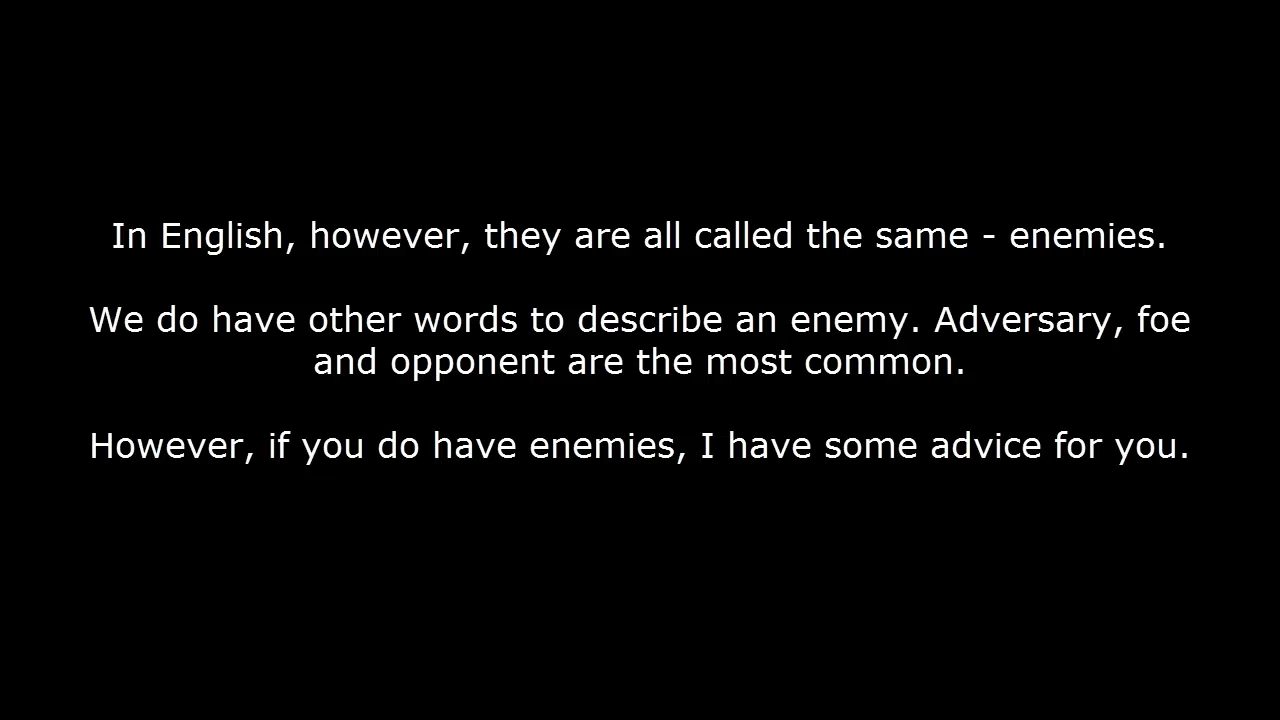 In English, however, they are all called the same - enemies.
We do have other words to describe an enemy. Adversary, foe
and opponent are the most common.
However, if you do have enemies, I have some advice for you.